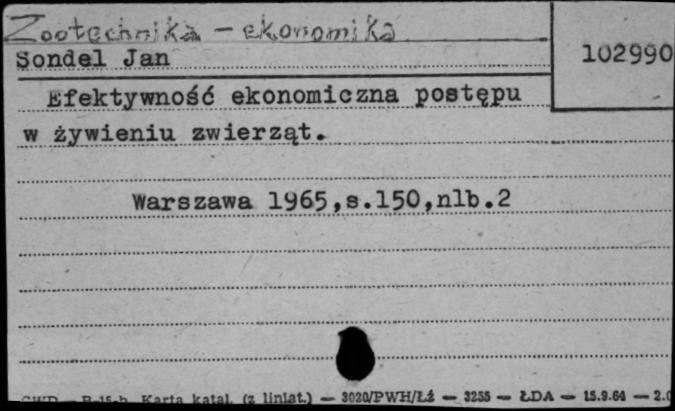 Zootechnika - ekonomika
Sondel Jan
102990
Efektywność ekonomiczna postępu
w żywieniu zwierząt.
Warszawa 1965,s.150,nlb.2
Karta katal. (z liniat.) — 3020/PWH/Łż — 3255 — ŁDA — 15.9.64 —